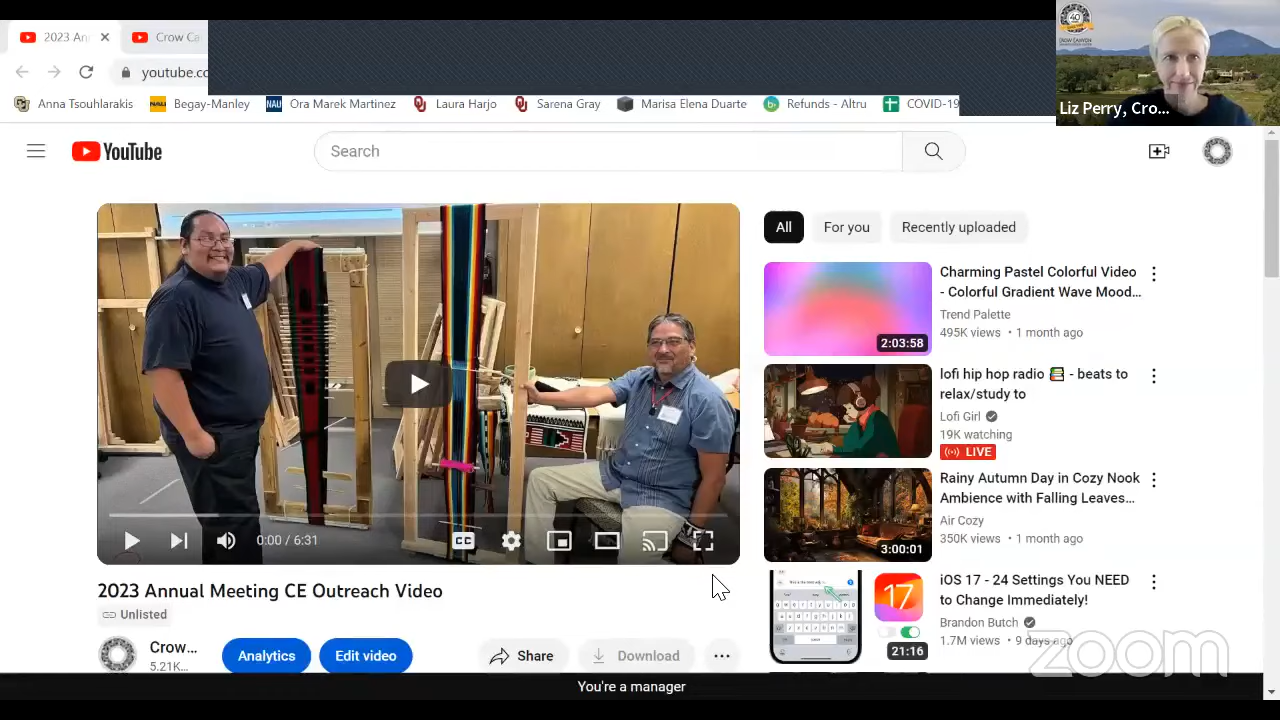 2023 An
Crow Ca
youtube.co
Anna Tsouhlarakis
Bojay-Manley
NAU
Ora Marek Martinez
Laura Harjo
Sarena Gray
Marisa Elena Duarte
Refunds - Altru
COVID-19
40
Liz Perry, Cro...
YouTube
Search
All
For you
Recently uploaded
Charming Pastel Colorful Video
- Colorful Gradient Wave Mood...
Trend Palette
495K views • 1 month ago
2:03:58
lofi hip hop radio 📚 - beats to
relax/study to
Lofi Girl
19K watching
LIVE
Rainy Autumn Day in Cozy Nook
Ambience with Falling Leaves...
Air Cozy
350K views • 1 month ago
3:00:01
iOS 17 - 24 Settings You NEED
to Change Immediately!
Brandon Butch
1.7M views • 9 days ago
17
21:16
0:00 / 6:31
CC
2023 Annual Meeting CE Outreach Video
Unlisted
Crow...
5.21K...
Analytics
Edit video
Share
Download
...
zoom
You're a manager